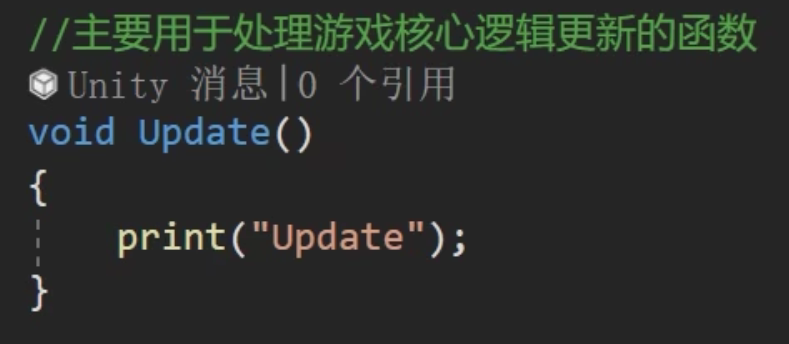 //主要用于处理游戏核心逻辑更新的函数
Unity 消息|0 个引用
void Update()
{
print("Update");
}